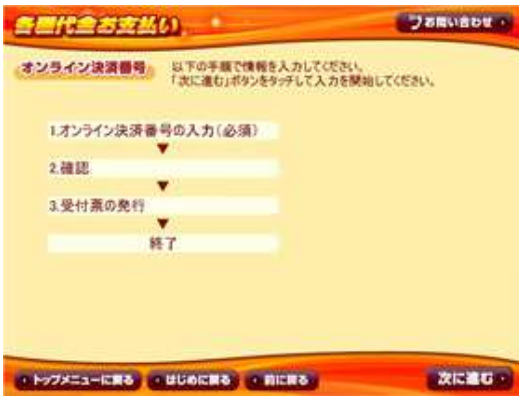 各種代金お支払い
お問い合わせ
オンライン決済番号
以下の手順で情報を入力してください。
「次に進む」ボタンをタッチして入力を開始してください。
1.オンライン決済番号の入力(必須)
▼
2.確認
▼
3.受付票の発行
▼
終了
トップメニューに戻る
はじめに戻る
前に戻る
次に進む